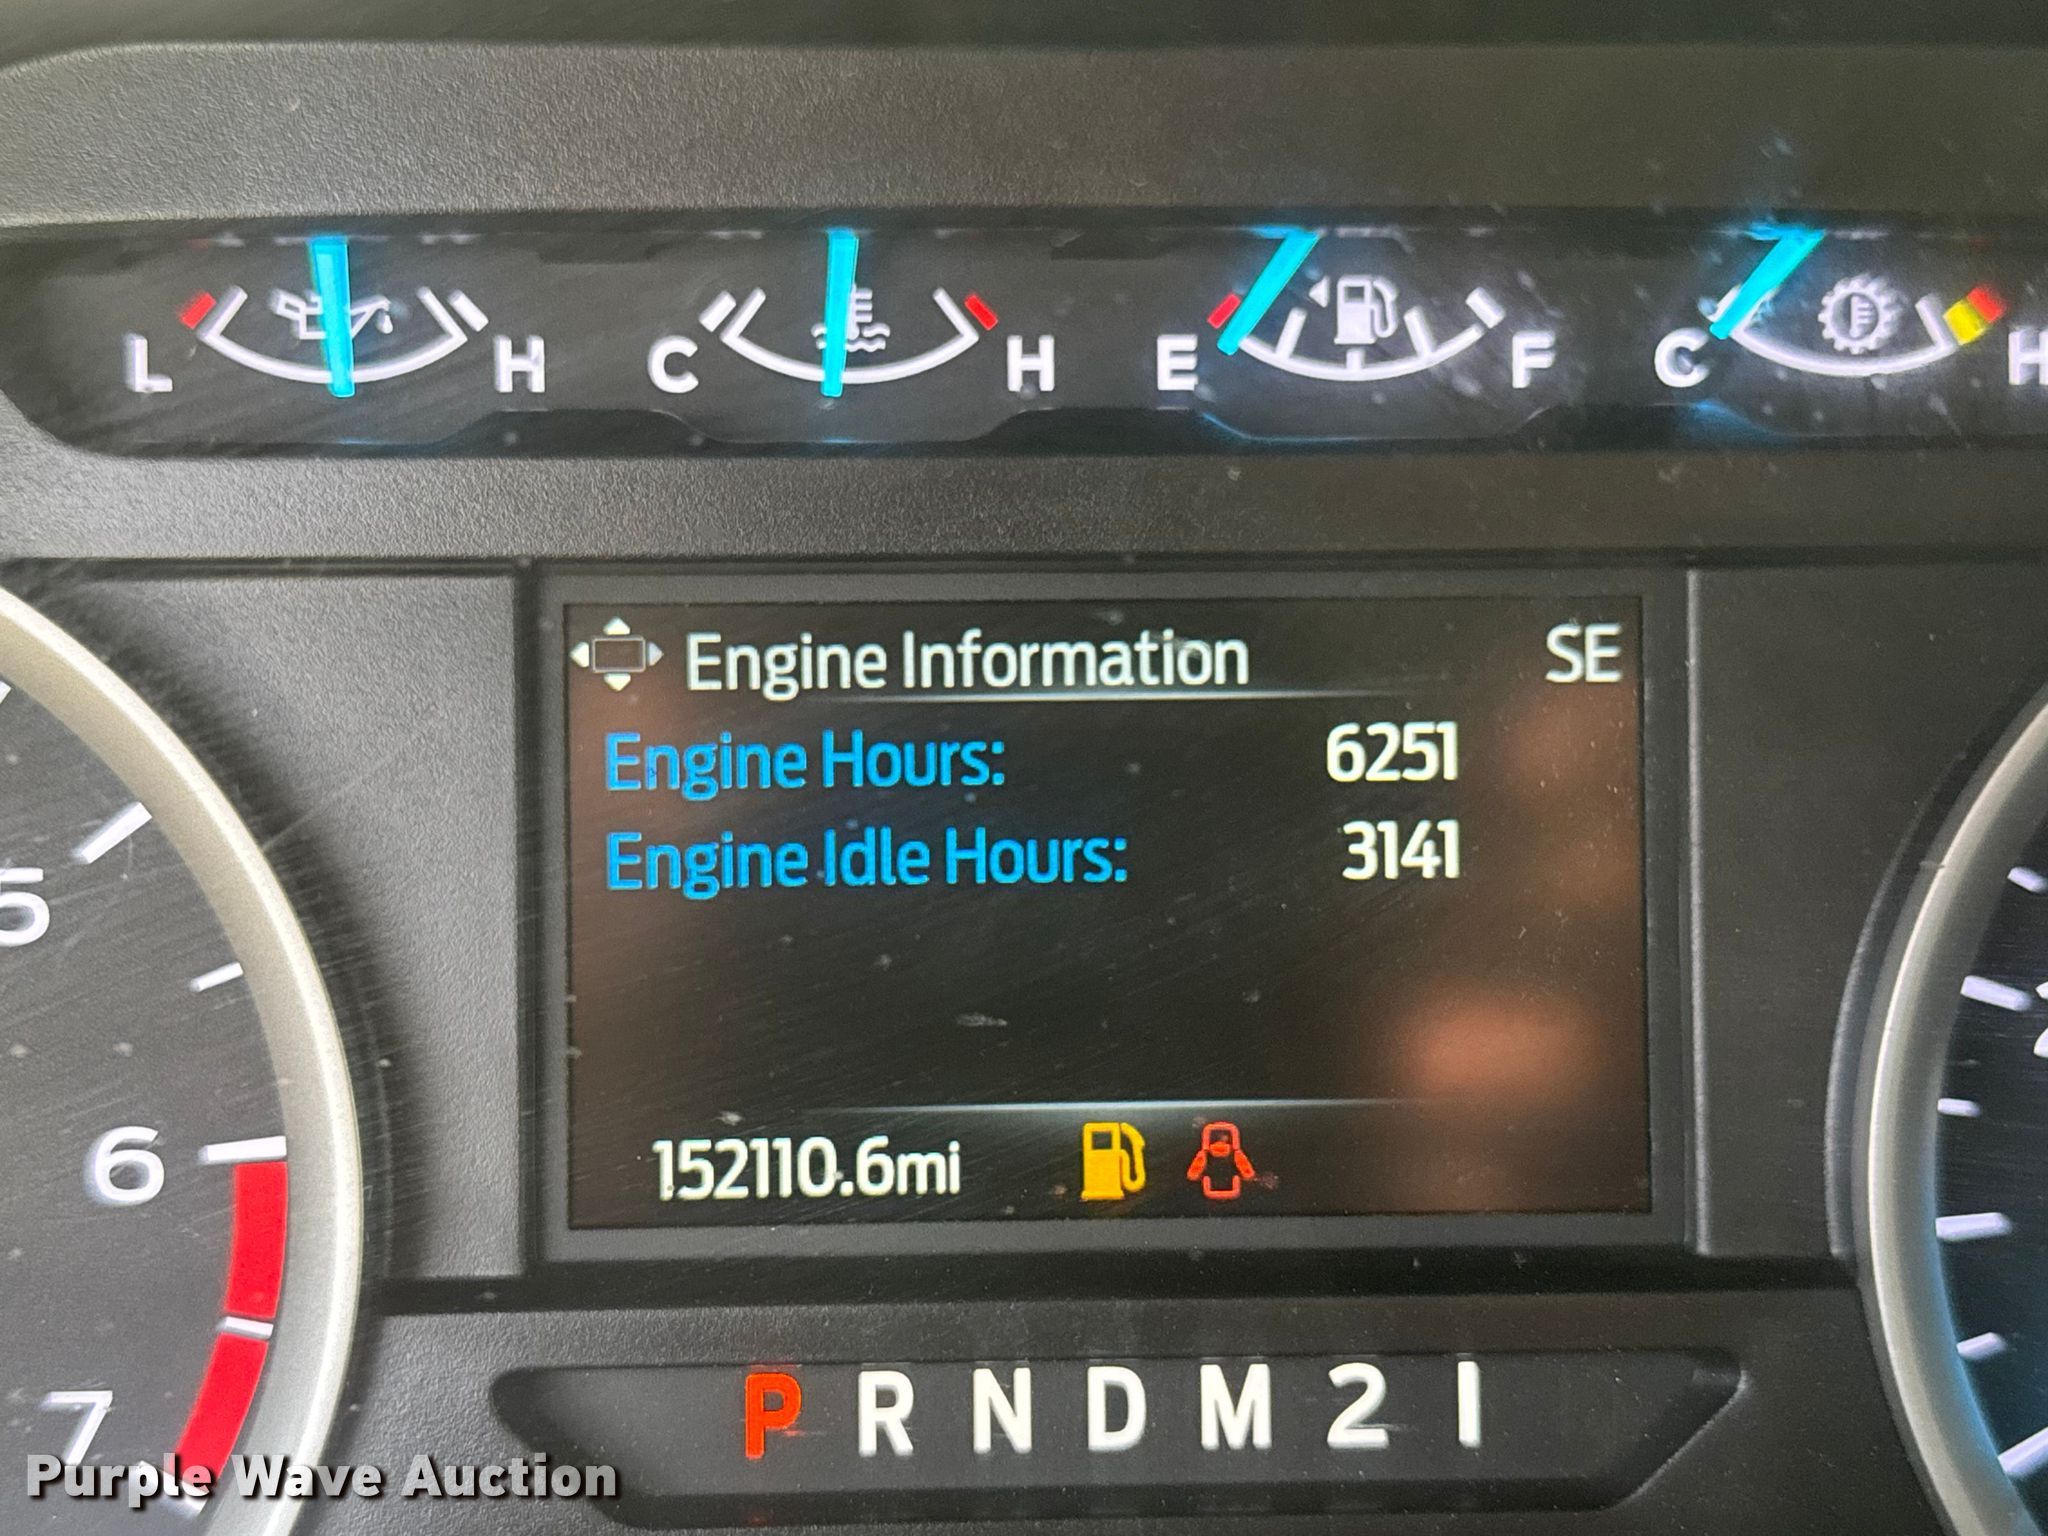 L H C H E F C H
Engine Information SE
Engine Hours: 6251
Engine Idle Hours: 3141
5
6
7
152110.6mi
P R N D M 2 1
Purple Wave Auction